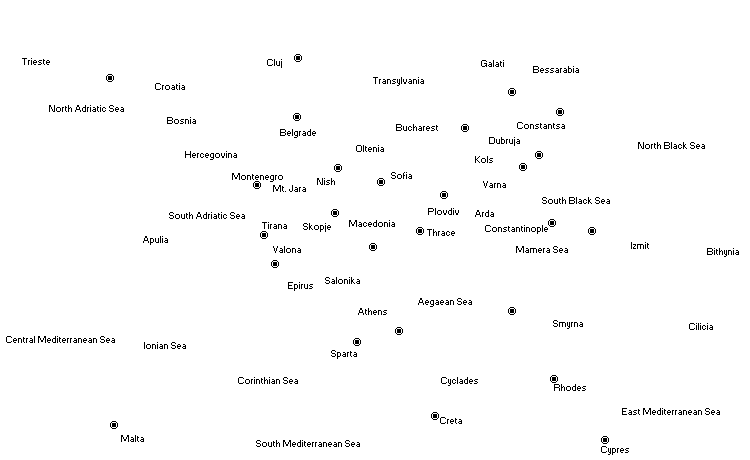 Trieste
Cluj
Galati
Bessarabia
Transylvania
Croatia
North Adriatic Sea
Bosnia
Belgrade
Bucharest
Constantsa
Dubruja
North Black Sea
Oltenia
Hercegovina
Kols
Montenegro
Mt. Jara
Nish
Sofia
Varna
South Black Sea
South Adriatic Sea
Tirana
Skopje
Macedonia
Plovdiv
Arda
Thrace
Constantinople
Apulia
Valona
Mamera Sea
Izmit
Bithynia
Epirus
Salonika
Aegaean Sea
Athens
Smyrna
Cilicia
Central Mediterranean Sea
Ionian Sea
Sparta
Corinthian Sea
Cyclades
Rhodes
East Mediterranean Sea
Creta
Malta
South Mediterranean Sea
Cypres